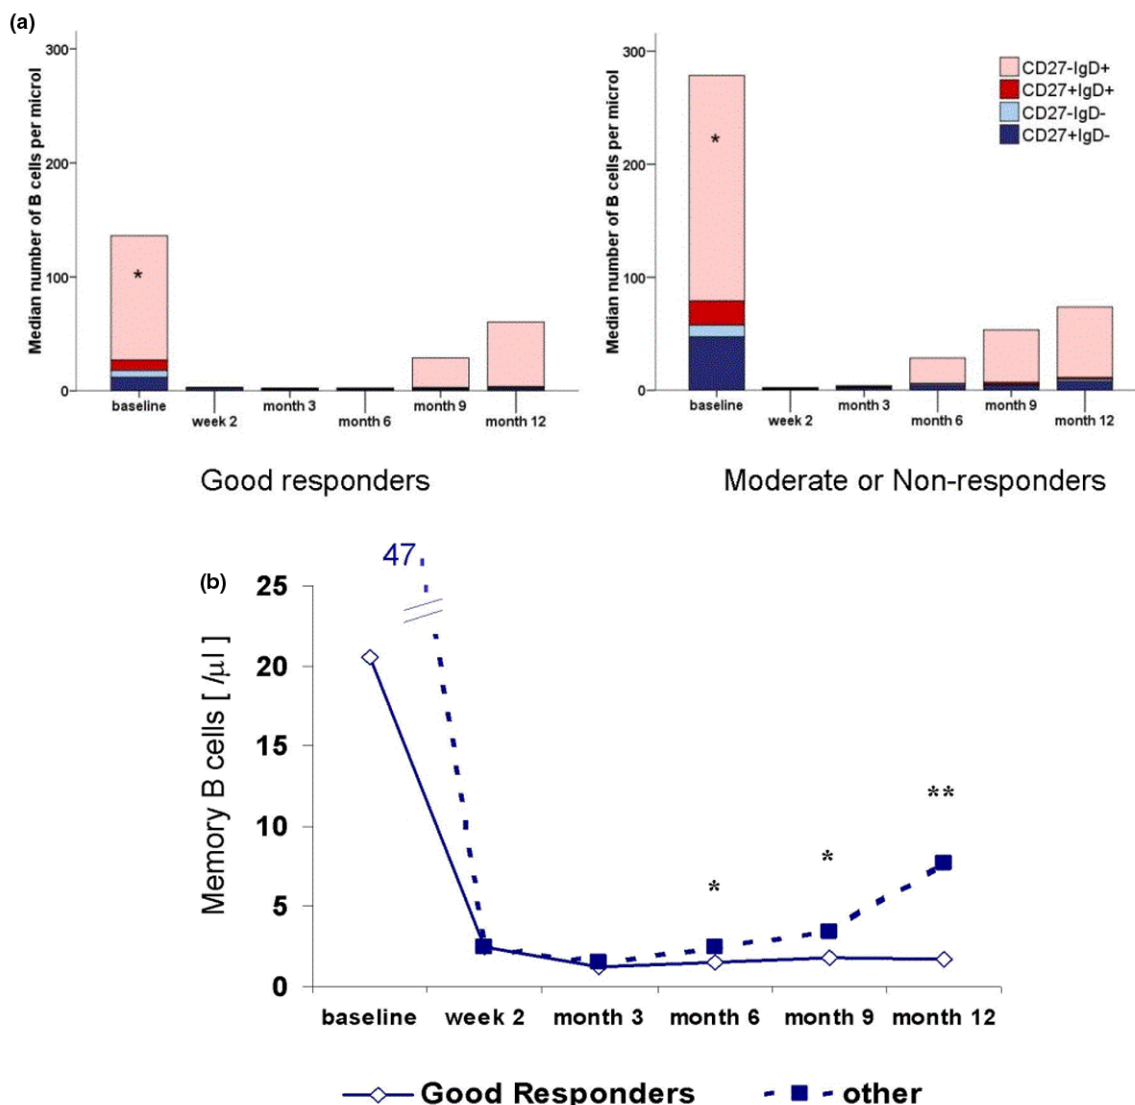 (a)
Median number of B cells per microl
300
200
100
0
*
baseline
week 2
month 3
month 6
month 9
month 12
Good responders
Median number of B cells per microl
300
200
100
0
*
CD27-IgD+
CD27+IgD+
CD27-IgD-
CD27+IgD-
baseline
week 2
month 3
month 6
month 9
month 12
Moderate or Non-responders
(b)
47
Memory B cells [ /µl ]
25
20
15
10
5
0
*
*
**
baseline
week 2
month 3
month 6
month 9
month 12
Good Responders
other